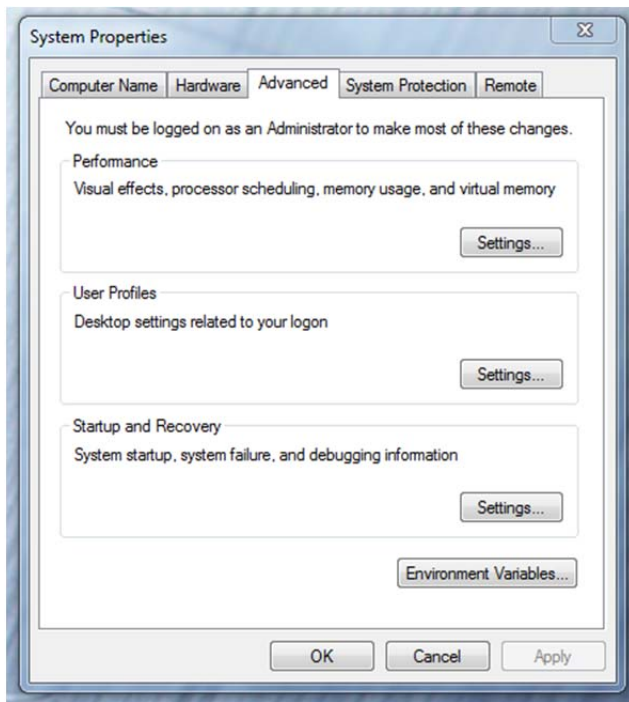 System Properties
Computer Name Hardware Advanced System Protection Remote
You must be logged on as an Administrator to make most of these changes.
Performance
Visual effects, processor scheduling, memory usage, and virtual memory
Settings...
User Profiles
Desktop settings related to your logon
Settings...
Startup and Recovery
System startup, system failure, and debugging information
Settings...
Environment Variables...
OK Cancel Apply